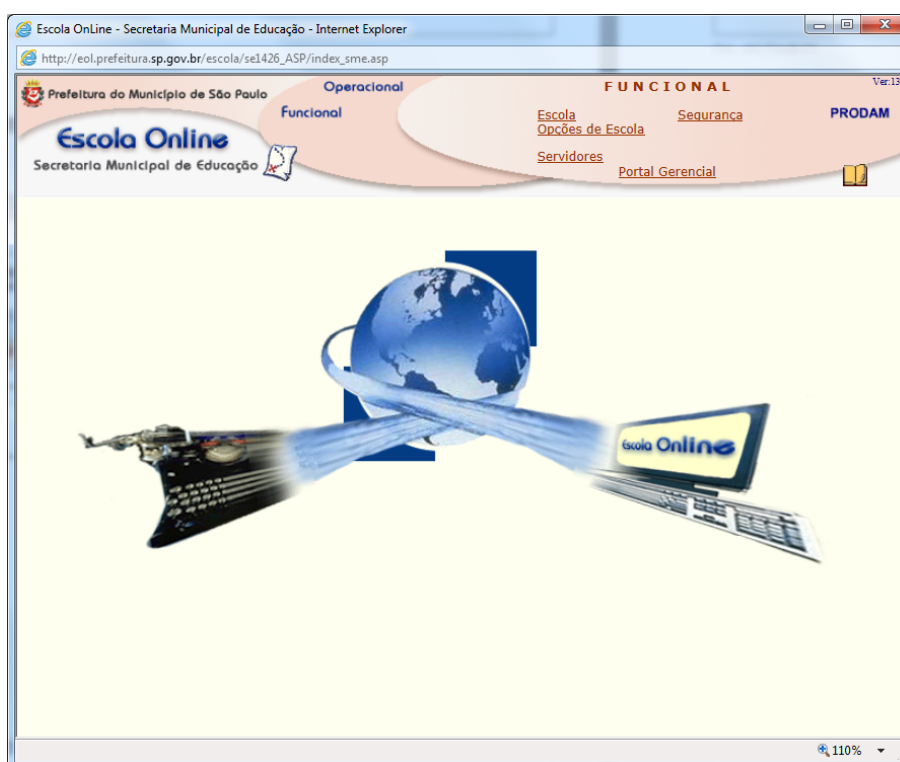 Escola OnLine - Secretaria Municipal de Educação - Internet Explorer
http://eol.prefeitura.sp.gov.br/escola/se1426_ASP/index_sme.asp
Prefeitura do Município de São Paulo
Escola Online
Secretaria Municipal de Educação
Operacional
Funcional
FUNCIONAL
Escola
Segurança
Opções de Escola
Servidores
Portal Gerencial
Ver:13
PRODAM
Escola Online
110%